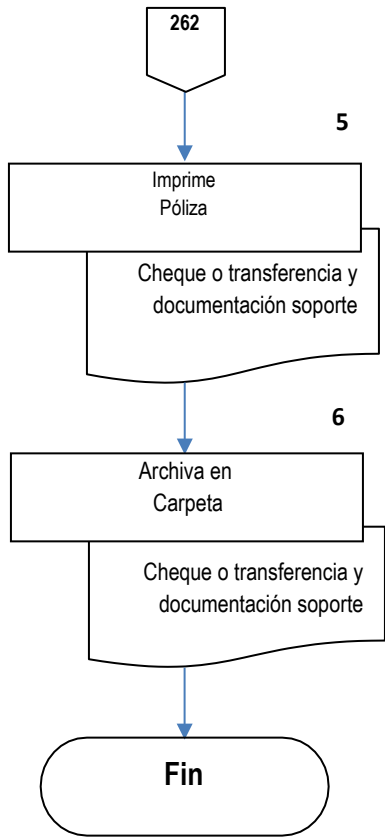 262
5
Imprime
Póliza
Cheque o transferencia y
documentación soporte
6
Archiva en
Carpeta
Cheque o transferencia y
documentación soporte
Fin